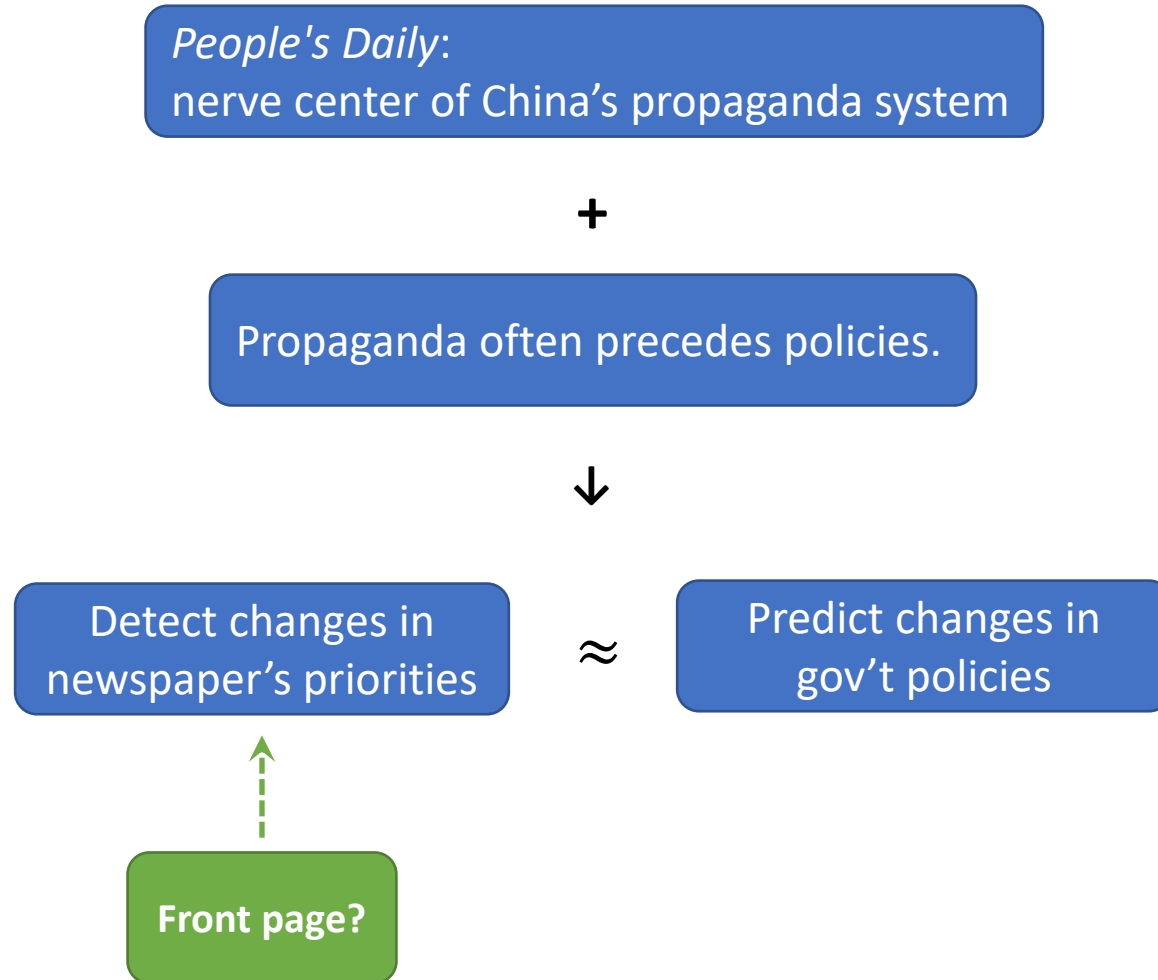 People's Daily:
nerve center of China’s propaganda system
+
Propaganda often precedes policies.
↓
Detect changes in
newspaper’s priorities
≈
Predict changes in
gov’t policies
Front page?